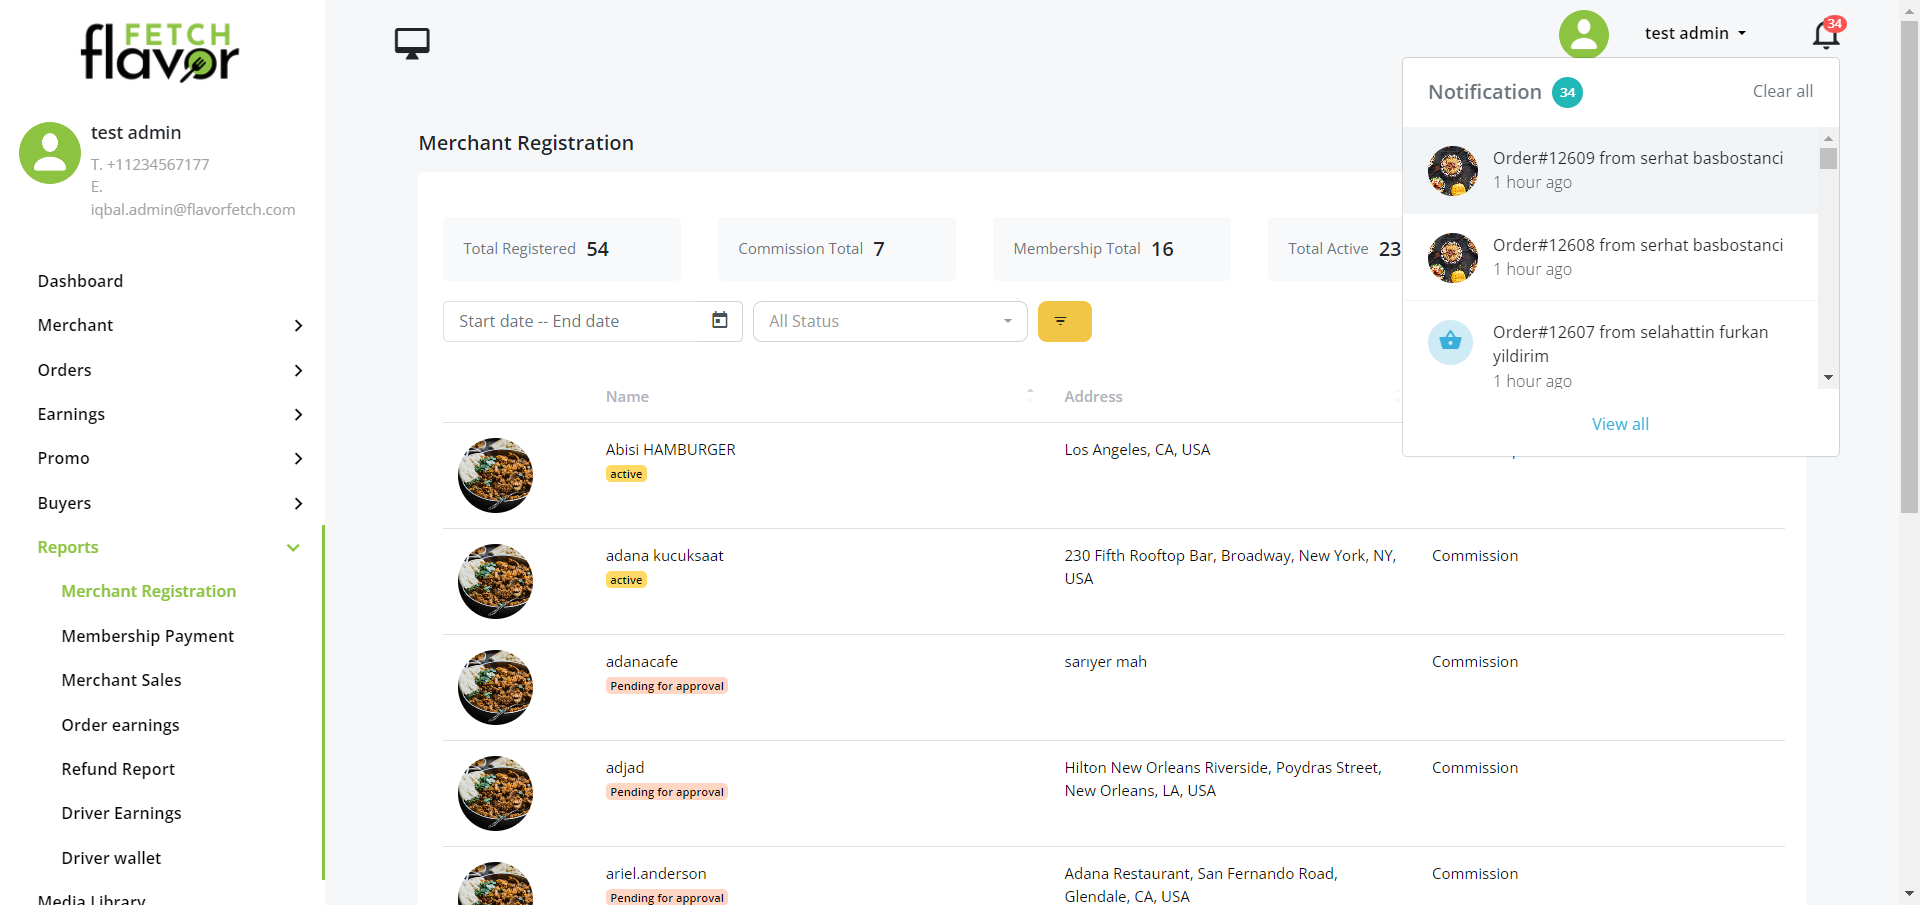 FETCH
flavor
test admin
T. +11234567177
E.
iqbal.admin@flavorfetch.com
Dashboard
Merchant
Orders
Earnings
Promo
Buyers
Reports
Merchant Registration
Membership Payment
Merchant Sales
Order earnings
Refund Report
Driver Earnings
Driver wallet
Media Library
test admin
34
Notification 34
Clear all
Order#12609 from serhat basbostanci
1 hour ago
Order#12608 from serhat basbostanci
1 hour ago
Order#12607 from selahattin furkan
yildirim
1 hour ago
View all
Merchant Registration
Total Registered 54
Commission Total 7
Membership Total 16
Total Active 23
Start date -- End date
All Status
Name
Address
Abisi HAMBURGER
active
Los Angeles, CA, USA
adana kucuksaat
active
230 Fifth Rooftop Bar, Broadway, New York, NY,
USA
Commission
adanacafe
Pending for approval
sarıyer mah
Commission
adjad
Pending for approval
Hilton New Orleans Riverside, Poydras Street,
New Orleans, LA, USA
Commission
ariel.anderson
Pending for approval
Adana Restaurant, San Fernando Road,
Glendale, CA, USA
Commission